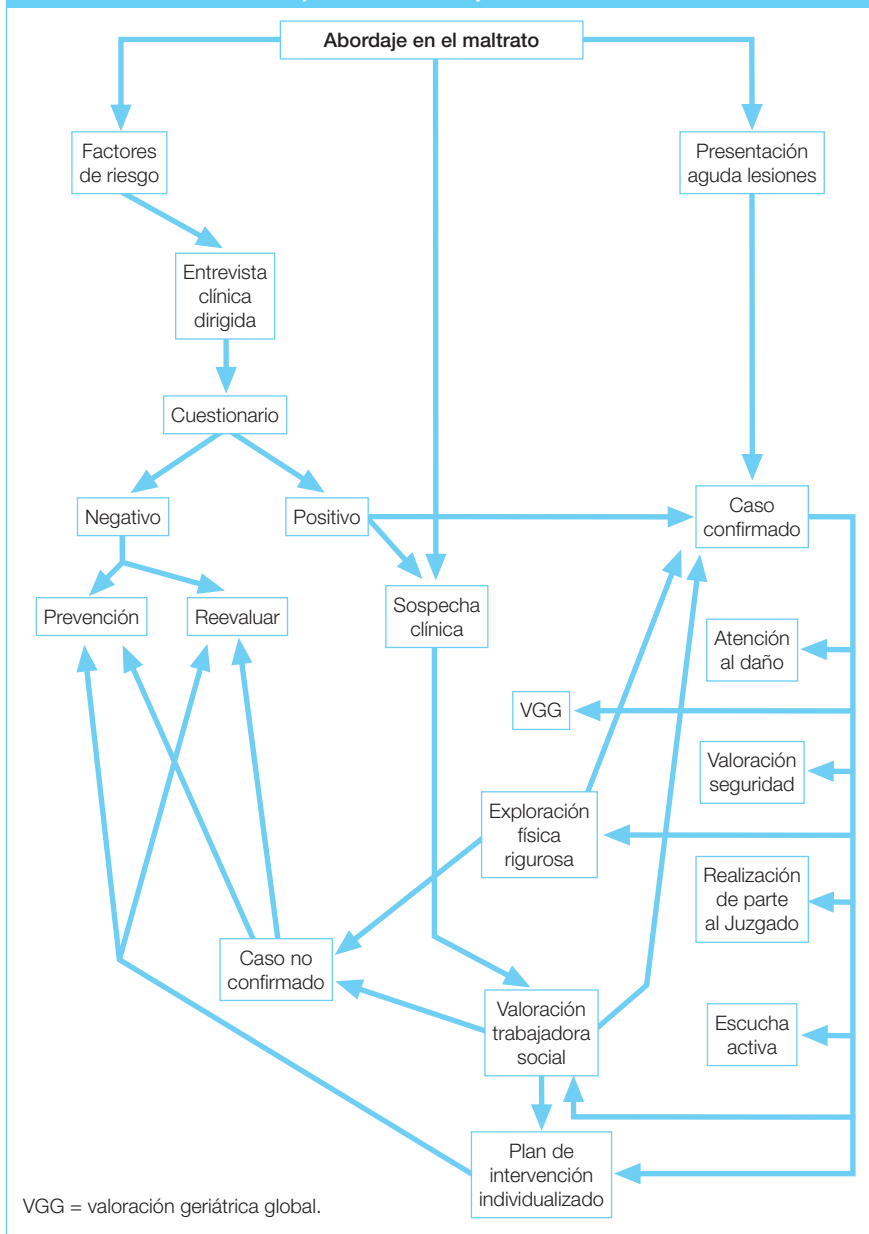 Abordaje en el maltrato
Factores
de riesgo
Presentación
aguda lesiones
Entrevista
clínica
dirigida
Cuestionario
Negativo
Positivo
Caso
confirmado
Prevención
Reevaluar
Sospecha
clínica
Atención
al daño
VGG
Valoración
seguridad
Exploración
física
rigurosa
Realización
de parte
al Juzgado
Caso no
confirmado
Valoración
trabajadora
social
Escucha
activa
Plan de
intervención
individualizado
VGG = valoración geriátrica global.